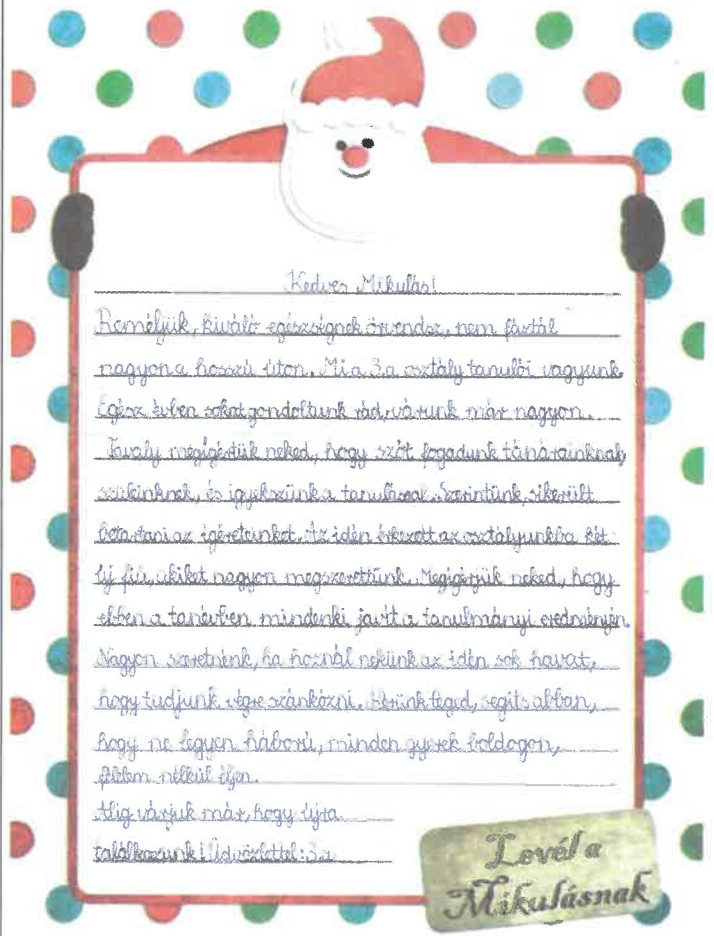 Kedves Mikulás!
Reméljük, kiváló egészségnek örvendsz, nem fáztál
nagyon a hosszú úton. Mi a 3.a osztály tanulói vagyunk.
Egész évben sokat gondoltunk rád, várunk már nagyon.
Tavaly megígértük neked, hogy szót fogadunk tanárainknak,
szüleinknek, és igyekszünk a tanulással. Szerintünk, sikerült
betartani az ígéreteinket. Az idén érkezett az osztályunkba két
új fiú, akiket nagyon megszerettünk. Megígérjük neked, hogy
ebben a tanévben mindenki javít a tanulmányi eredményén.
Nagyon szeretnénk, ha hoznál nekünk az idén sok havat,
hogy tudjunk végre szánkózni. Kérünk téged, segíts abban,
hogy ne legyen háború, minden gyerek boldogan,
félelem nélkül éljen.
Alig várjuk már, hogy újra
találkozunk! Üdvözlettel: 3.a
Levél a
Mikulásnak